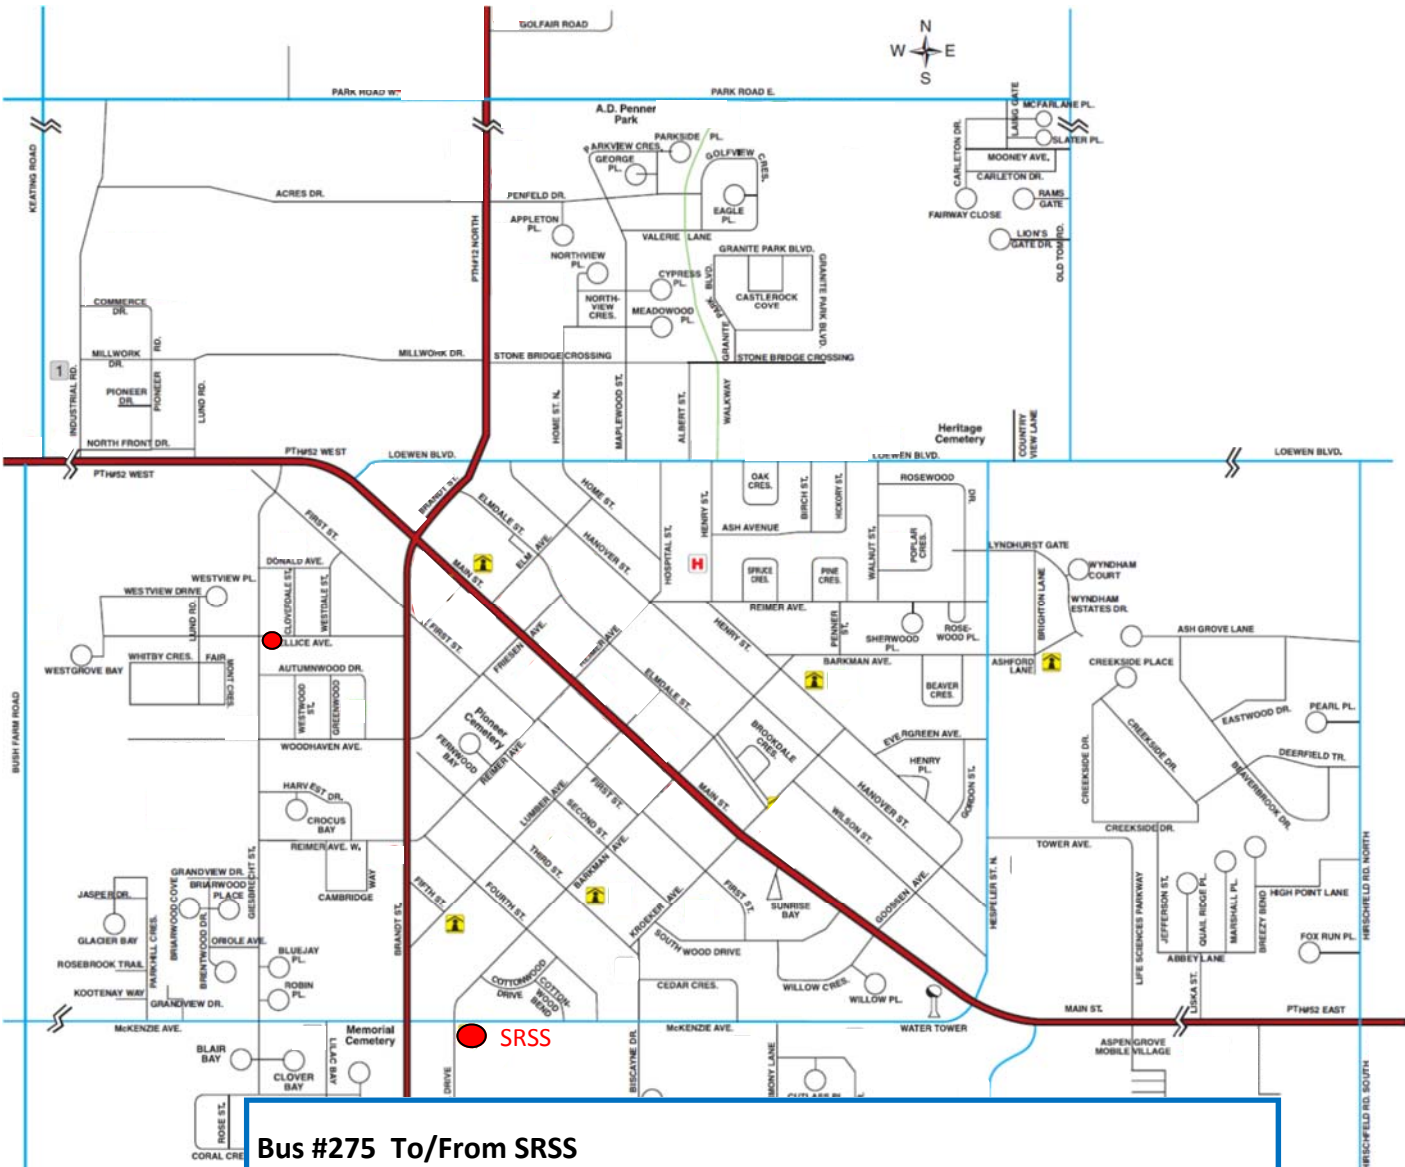 GOLFAIR ROAD
N
W E
S
PARK ROAD W.
PARK ROAD E.
KEATING ROAD
A.D. Penner
Park
PARKSIDE PL.
PARKVIEW CRES.
GEORGE
PL.
GOLFVIEW
CRES.
EAGLE
PL.
LAING GATE
MCFARLANE PL.
SLATER PL.
CARLETON DR.
MOONEY AVE.
CARLETON DR.
RAMS
GATE
FAIRWAY CLOSE
LION'S
GATE DR.
OLD TOM RD.
ACRES DR.
PENFELD DR.
APPLETON
PL.
VALERIE LANE
PTH#12 NORTH
NORTHVIEW
PL.
NORTH-
VIEW
CRES.
CYPRESS
PL.
MEADOWOOD
PL.
GRANITE PARK BLVD.
GRANITE PARK BLVD.
GRANITE PARK BLVD.
CASTLEROCK
COVE
COMMERCE
DR.
MILLWORK
DR.
MILLWORK DR.
STONE BRIDGE CROSSING
STONE BRIDGE CROSSING
1
INDUSTRIAL RD.
PIONEER
DR.
PIONEER RD.
LUND RD.
NORTH FRONT DR.
HOME ST. N.
MAPLEWOOD ST.
ALBERT ST.
WALKWAY
Heritage
Cemetery
COUNTRY
VIEW LANE
PTH#52 WEST
PTH#52 WEST
LOEWEN BLVD.
LOEWEN BLVD.
LOEWEN BLVD.
BRANDT ST.
FIRST ST.
ELMDALE ST.
ELM AVE.
HOME ST.
HANOVER ST.
HOSPITAL ST.
HENRY ST.
OAK
CRES.
ASH AVENUE
BIRCH ST.
HICKORY ST.
ROSEWOOD
DR.
POPLAR
CRES.
WALNUT ST.
H
SPRUCE
CRES.
PINE
CRES.
LYNDHURST GATE
WYNDHAM
COURT
WYNDHAM
ESTATES DR.
BRIGHTON LANE
DONALD AVE.
CLOVERDALE ST.
WESTDALE ST.
WESTVIEW PL.
WESTVIEW DRIVE
LUND RD.
ELLICE AVE.
WESTGROVE BAY
WHITBY CRES.
FAIR
MONT CRES.
AUTUMNWOOD DR.
WESTWOOD
ST.
GREENWOOD
WOODHAVEN AVE.
MAIN ST.
FIRST ST.
FRIESEN AVE.
REIMER AVE.
REIMER AVE.
HENRY ST.
PENNER
ST.
SHERWOOD
PL.
ROSE-
WOOD PL.
BARKMAN AVE.
ASHFORD
LANE
ASH GROVE LANE
CREEKSIDE PLACE
BEAVER
CRES.
ELMDALE ST.
Pioneer
Cemetery
FERNWOOD
BAY
REIMER AVE.
BROOKDALE
CRES.
EVERGREEN AVE.
HENRY
PL.
GORDON ST.
EASTWOOD DR.
PEARL PL.
CREEKSIDE DR.
CREEKSIDE DR.
DEERFIELD TR.
BEAVERBROOK DR.
CREEKSIDE DR.
BUSH FARM ROAD
HARVEST DR.
CROCUS
BAY
REIMER AVE. W.
CAMBRIDGE
WAY
LUMBER AVE.
FIRST ST.
SECOND ST.
THIRD ST.
BARKMAN AVE.
MAIN ST.
HANOVER ST.
WILSON ST.
TOWER AVE.
GIESBRECHT ST.
GRANDVIEW DR.
BRIARWOOD
PLACE
BRIARWOOD COVE
BRENTWOOD DR.
JASPER DR.
GLACIER BAY
PARKHILL CRES.
ORIOLE AVE.
BLUEJAY
PL.
ROBIN
PL.
ROSEBROOK TRAIL
KOOTENAY WAY
GRANDVIEW DR.
BRANDT ST.
FIFTH ST.
FOURTH ST.
KROEKER AVE.
FIRST ST.
SUNRISE
BAY
GOOSSEN AVE.
SOUTH WOOD DRIVE
COTTONWOOD
DRIVE
COTTON-
WOOD
BEND
CEDAR CRES.
WILLOW CRES.
WILLOW PL.
HESPELER ST. N.
LIFE SCIENCES PARKWAY
JEFFERSON ST.
QUAIL RIDGE PL.
MARSHALL PL.
BREEZY BEND
HIGH POINT LANE
FOX RUN PL.
ABBEY LANE
LISKA ST.
HIRSCHFELD RD. NORTH
McKENZIE AVE.
Memorial
Cemetery
SRSS
McKENZIE AVE.
WATER TOWER
MAIN ST.
PTH#52 EAST
ASPEN GROVE
MOBILE VILLAGE
BLAIR
BAY
CLOVER
BAY
LILAC BAY
DRIVE
BISCAYNE DR.
ROSE ST.
HIRSCHFELD RD. SOUTH
Bus #275 To/From SRSS